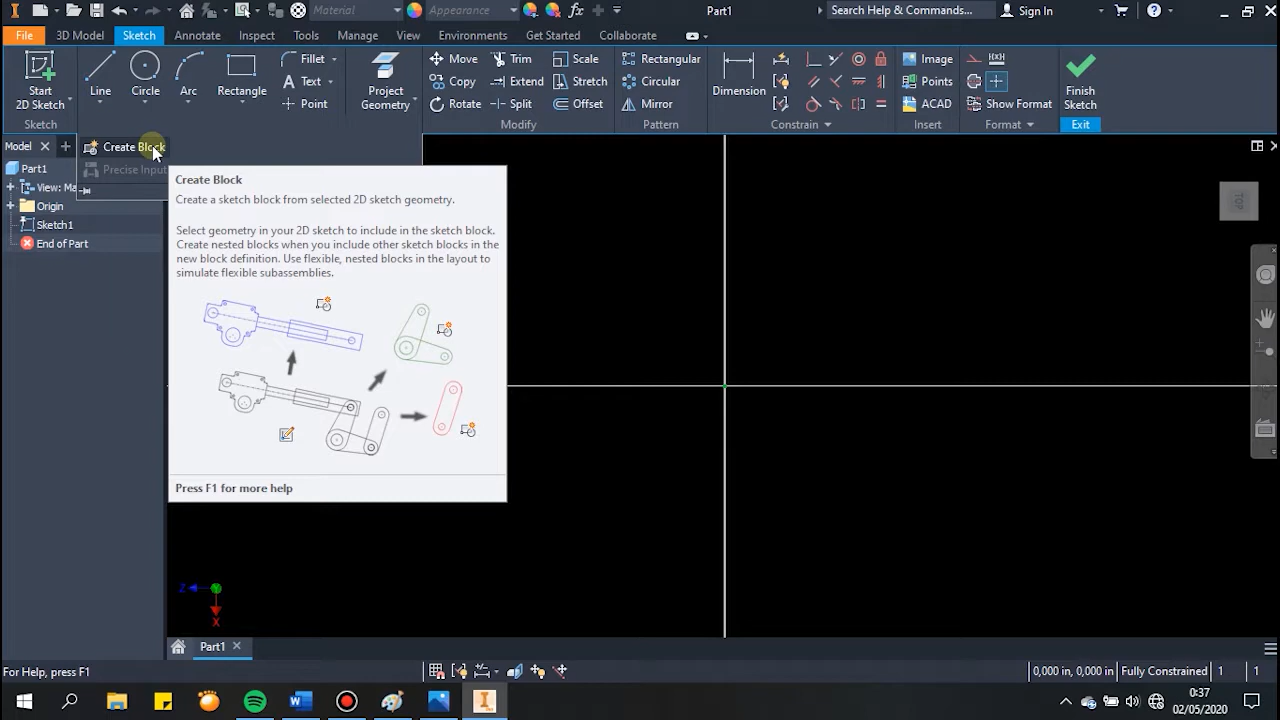 Material
Appearance
fx
Part1
Search Help & Commands...
Sign In
File
3D Model
Sketch
Annotate
Inspect
Tools
Manage
View
Environments
Get Started
Collaborate
Start
2D Sketch
Line
Circle
Arc
Rectangle
Fillet
Text
Point
Project
Geometry
Move
Copy
Rotate
Trim
Extend
Split
Scale
Stretch
Offset
Rectangular
Circular
Mirror
Dimension
Image
Points
ACAD
Show Format
Finish
Sketch
Sketch
Modify
Pattern
Constrain
Insert
Format
Exit
Model
Create Block
Precise Input
Part1
View: Ma
Origin
Sketch1
End of Part
Create Block
Create a sketch block from selected 2D sketch geometry.
Select geometry in your 2D sketch to include in the sketch block.
Create nested blocks when you include other sketch blocks in the
new block definition. Use flexible, nested blocks in the layout to
simulate flexible subassemblies.
Press F1 for more help
TOP
Z
X
Part1
For Help, press F1
0,000 in, 0,000 in
Fully Constrained
1
1
0:37
02/05/2020